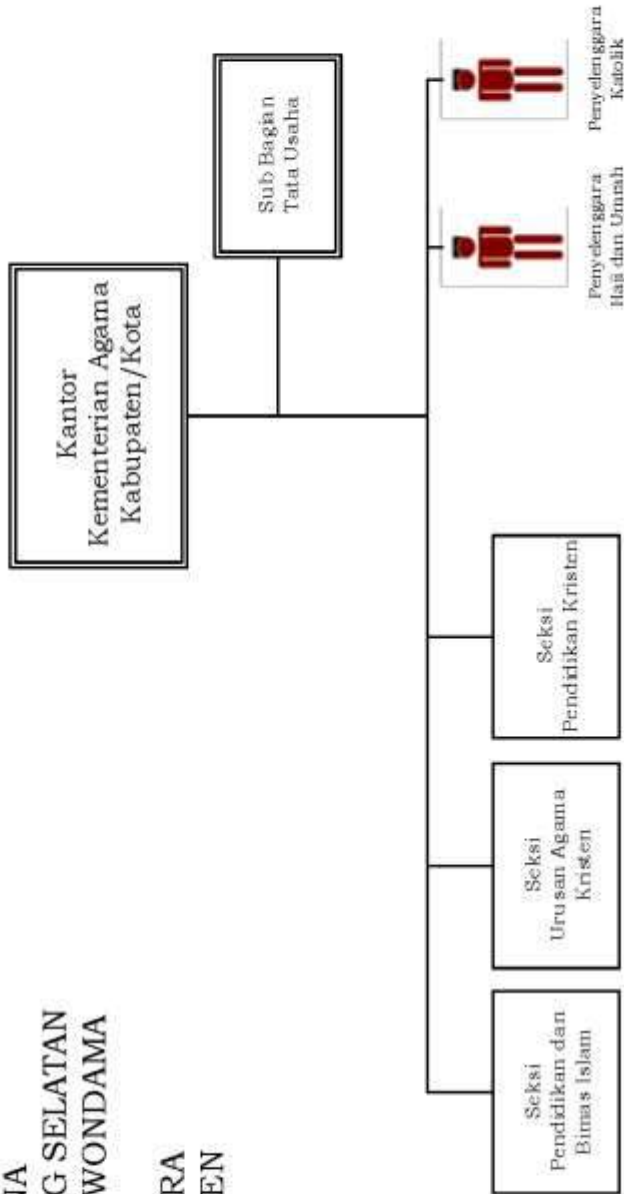 NA
G SELATAN
WONDAMA
RA
EN
Kantor
Kementerian Agama
Kabupaten/Kota
Sub Bagian
Tata Usaha
Seksi
Pendidikan dan
Bimas Islam
Seksi
Urusan Agama
Kristen
Seksi
Pendidikan Kristen
Penyelenggara
Haji dan Umrah
Penyelenggara
Katolik